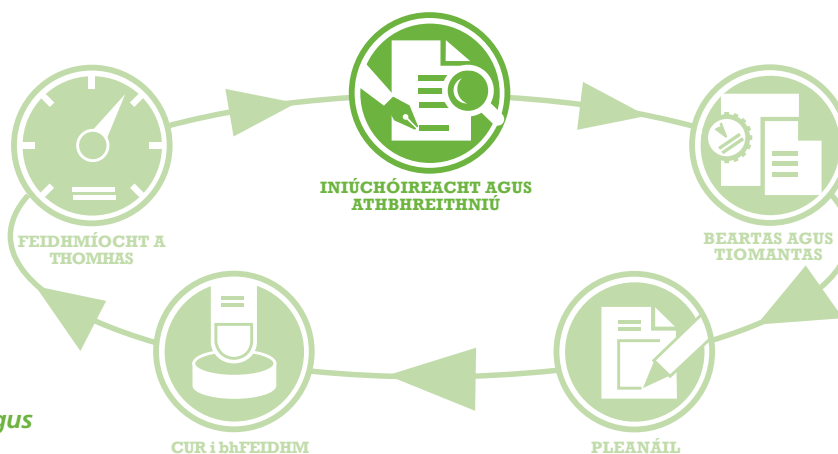 INIÚCHÓIREACHT AGUS
ATHBHREITHNIÚ
FEIDHMÍOCHT A
THOMHAS
BEARTAS AGUS
TIOMANTAS
CUR i bhFEIDHM
PLEANÁIL